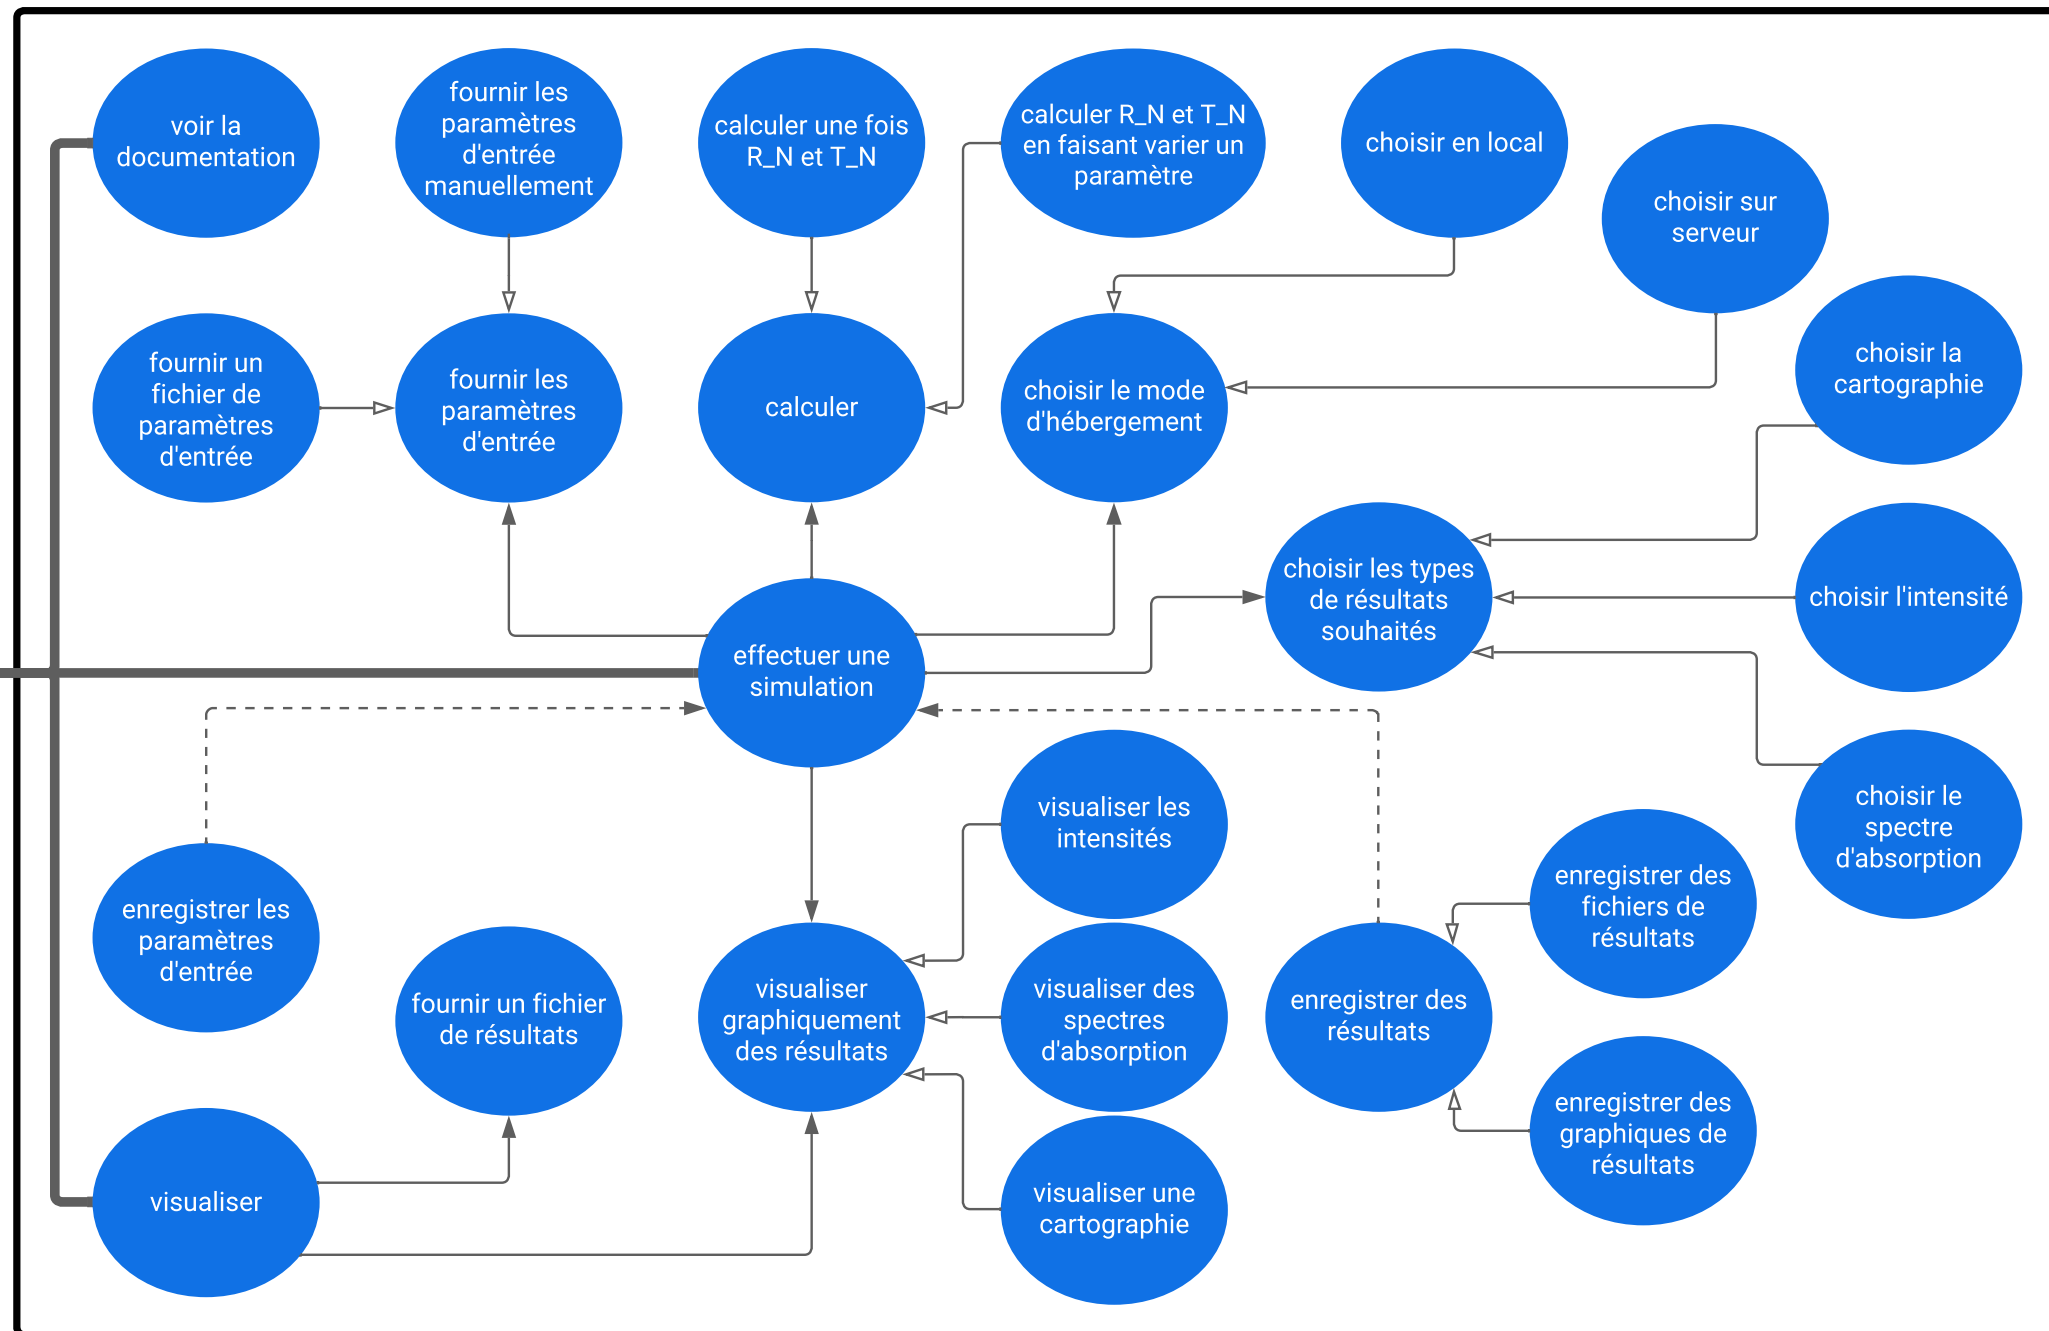 voir la
documentation
fournir les
paramètres
d'entrée
manuellement
calculer une fois
R_N et T_N
calculer R_N et T_N
en faisant varier un
paramètre
choisir en local
choisir sur
serveur
fournir un
fichier de
paramètres
d'entrée
fournir les
paramètres
d'entrée
calculer
choisir le mode
d'hébergement
choisir la
cartographie
choisir les types
de résultats
souhaités
choisir l'intensité
effectuer une
simulation
visualiser les
intensités
choisir le
spectre
d'absorption
enregistrer les
paramètres
d'entrée
enregistrer des
fichiers de
résultats
fournir un fichier
de résultats
visualiser
graphiquement
des résultats
visualiser des
spectres
d'absorption
enregistrer des
résultats
enregistrer des
graphiques de
résultats
visualiser
visualiser une
cartographie